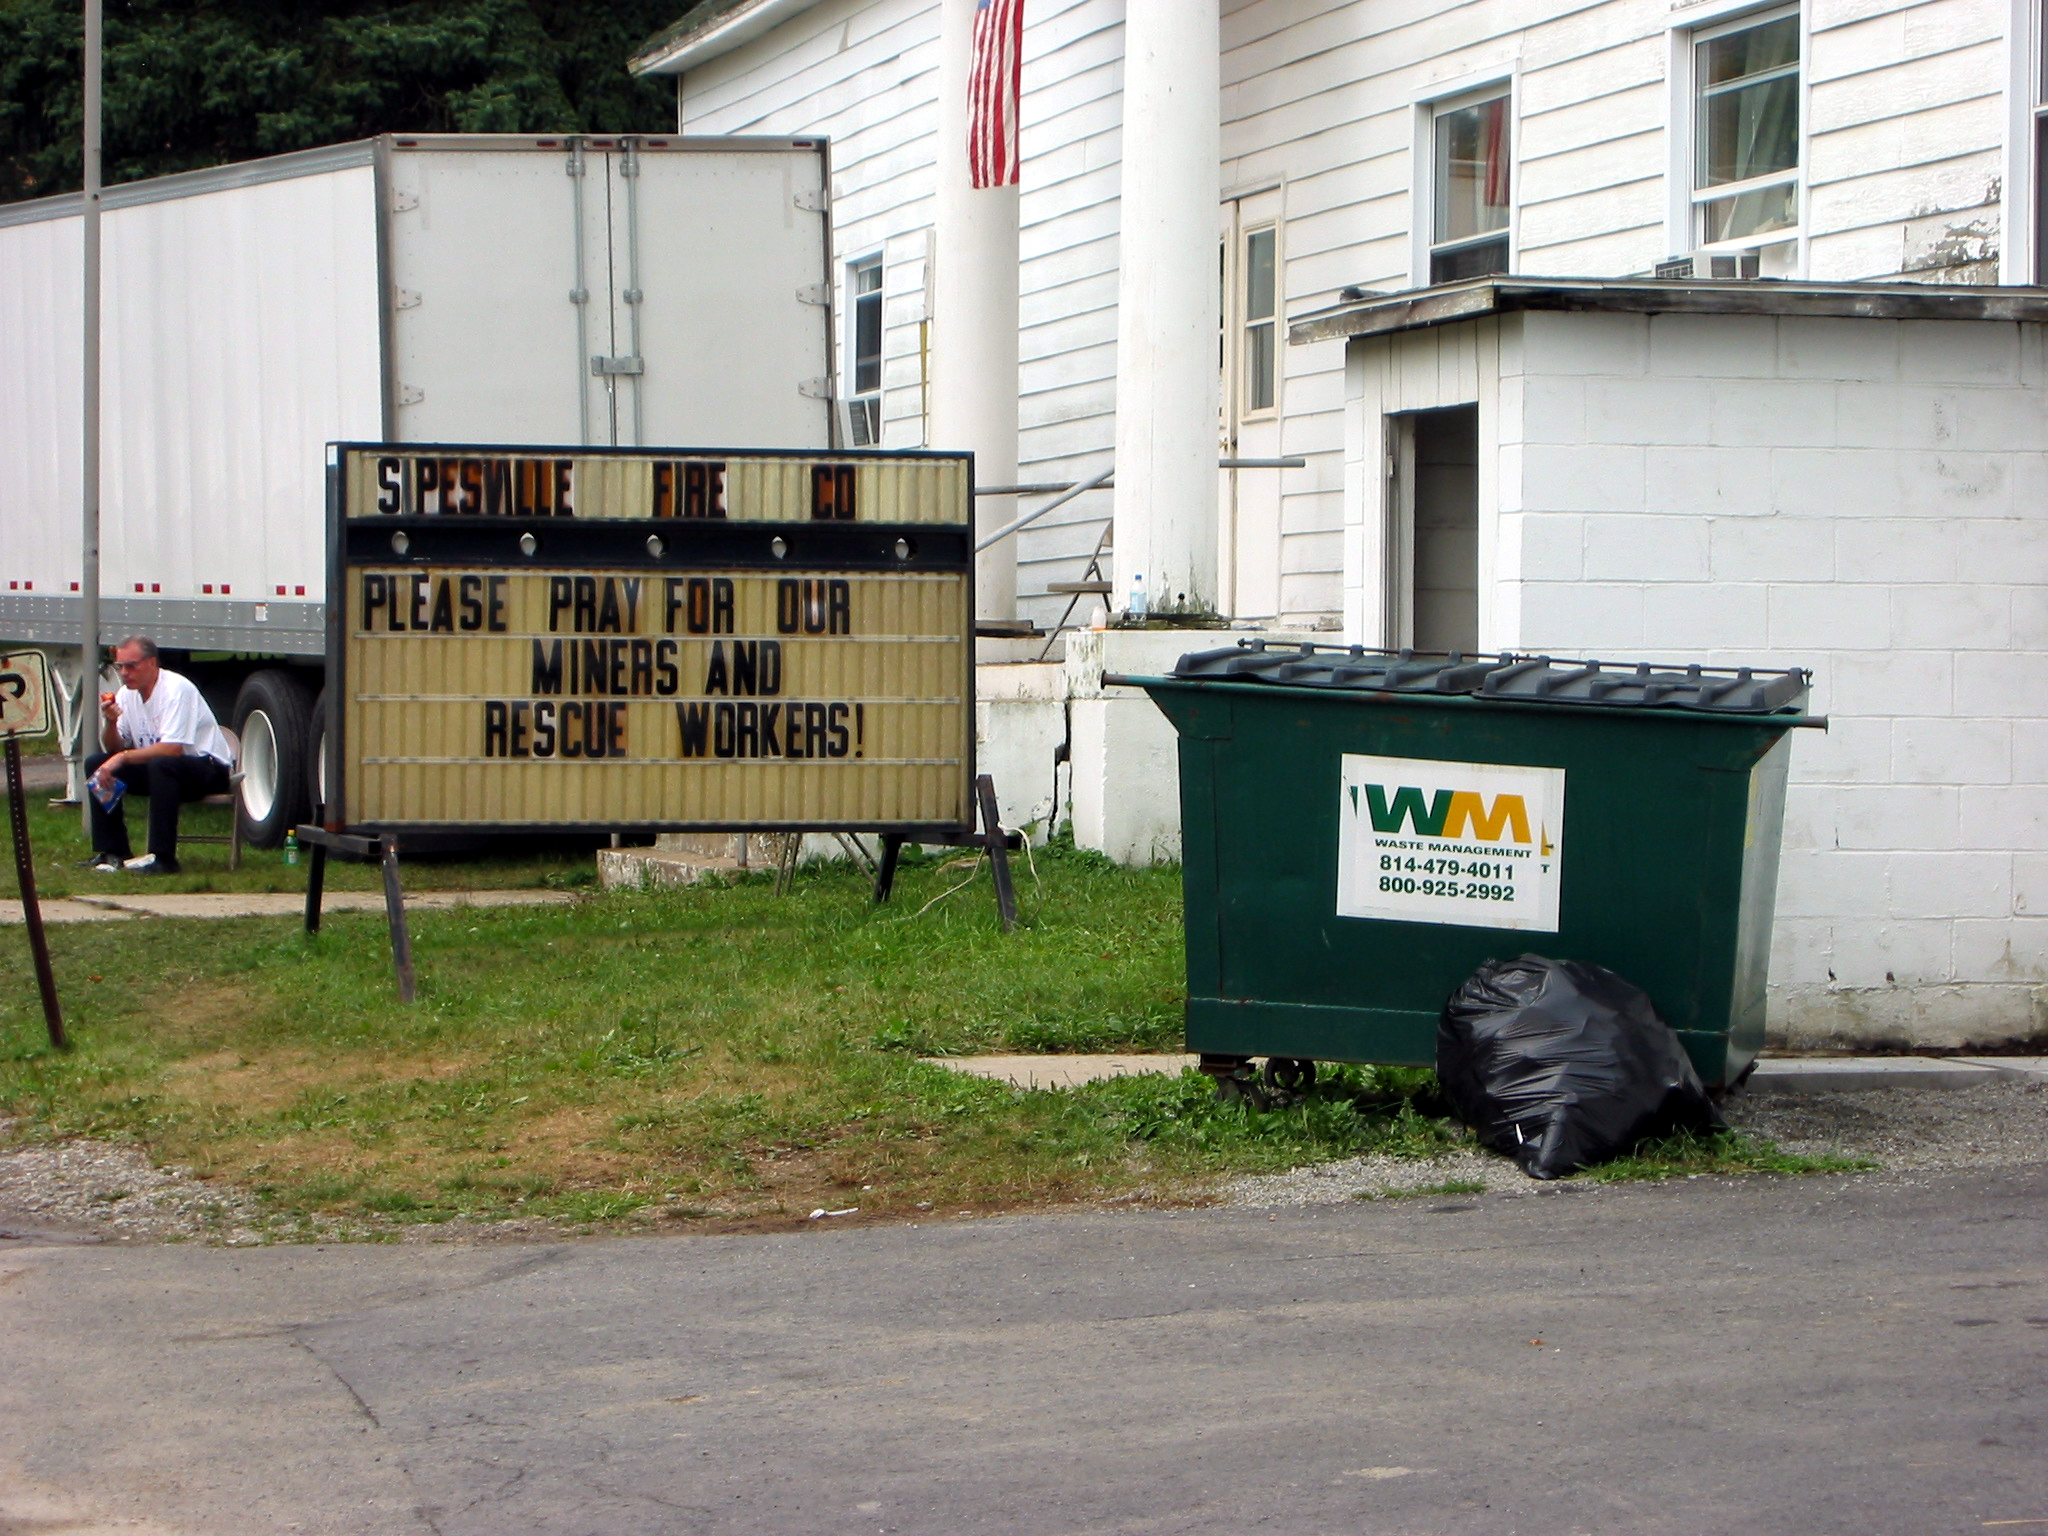 SIPESVILLE FIRE CO
PLEASE PRAY FOR OUR
MINERS AND
RESCUE WORKERS!
WM
WASTE MANAGEMENT
814-479-4011
800-925-2992
T